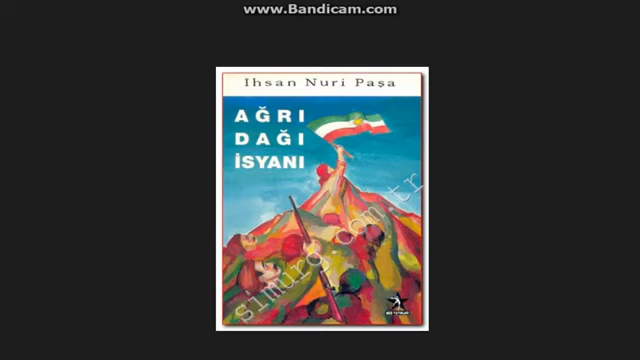 www.Bandicam.com
Ihsan Nuri Paşa
AĞRI
DAĞI
İSYANI
simurg.com.tr